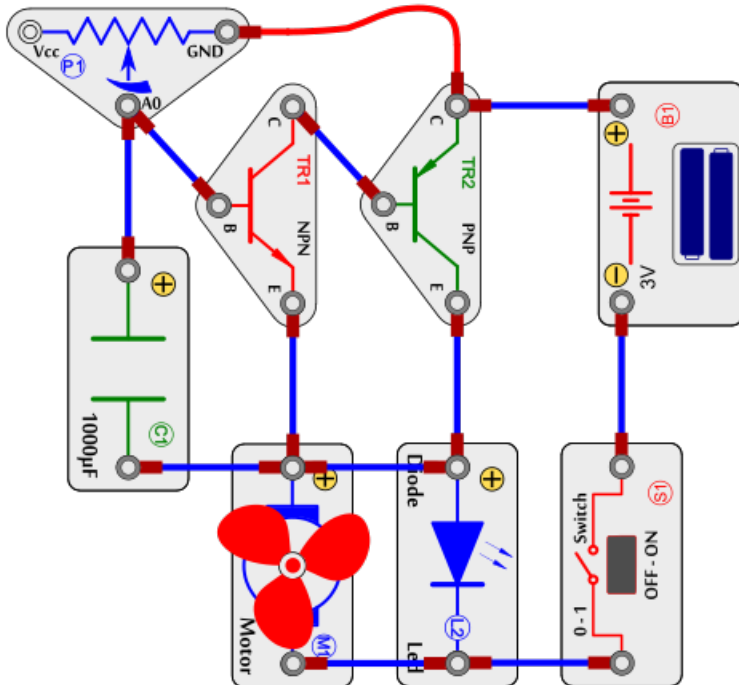 Vcc
P1
GND
A0
C
TR1
B
NPN
E
C
TR2
B
PNP
E
B1
+
−
3V
+
1000µF
C1
+
Motor
M1
Diode
+
Led
L2
Switch
0 - 1
S1
OFF - ON